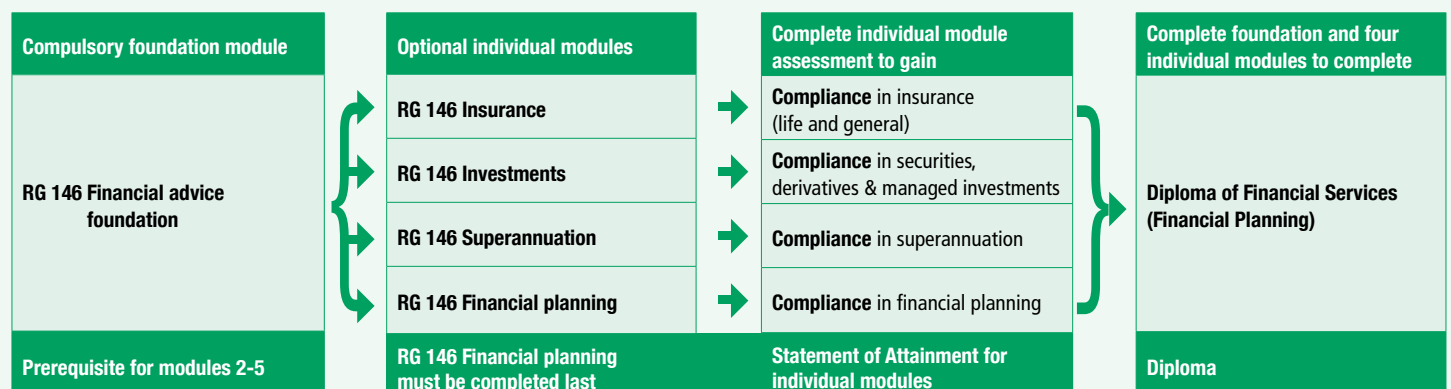 Compulsory foundation module
RG 146 Financial advice
foundation
Prerequisite for modules 2-5
Optional individual modules
RG 146 Insurance
RG 146 Investments
RG 146 Superannuation
RG 146 Financial planning
RG 146 Financial planning
must be completed last
Complete individual module
assessment to gain
Compliance in insurance
(life and general)
Compliance in securities,
derivatives & managed investments
Compliance in superannuation
Compliance in financial planning
Statement of Attainment for
individual modules
Complete foundation and four
individual modules to complete
Diploma of Financial Services
(Financial Planning)
Diploma